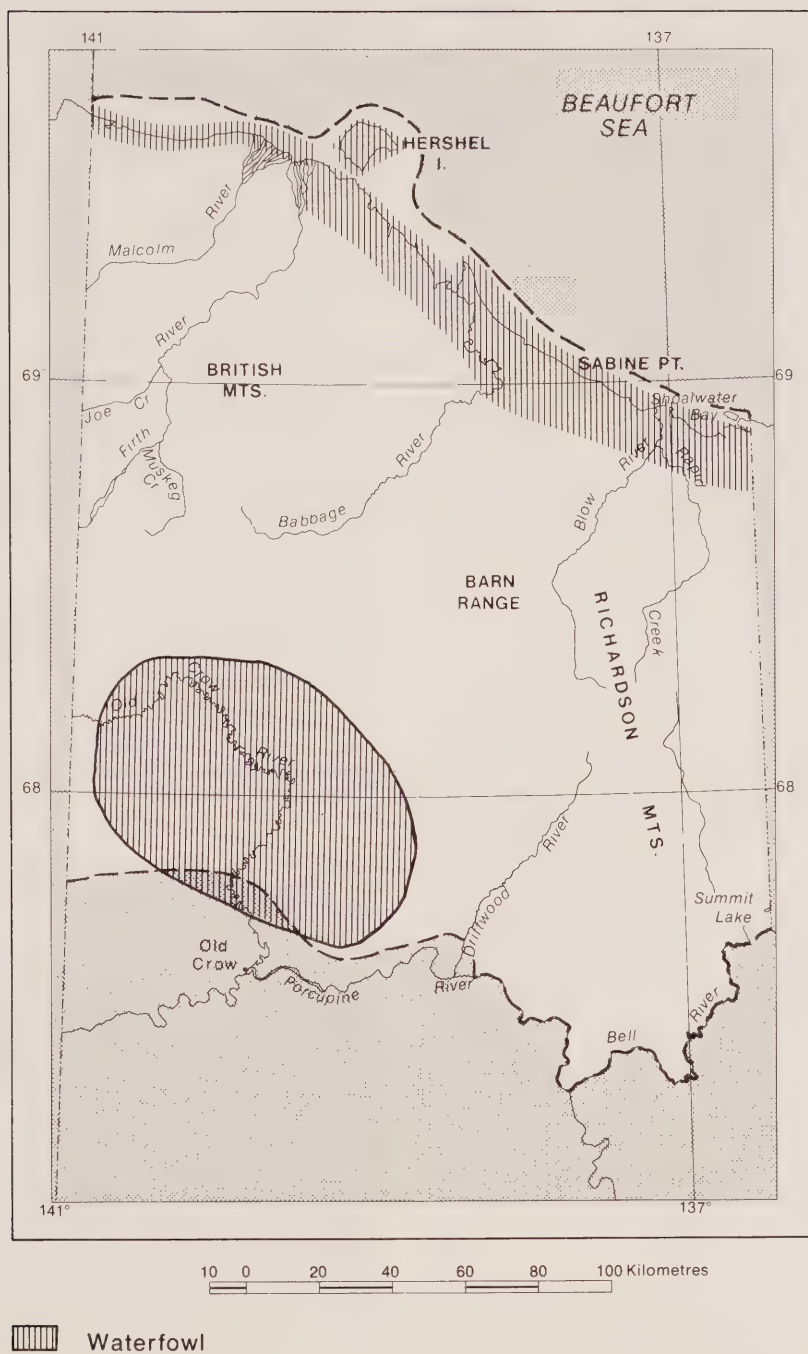 141
137
BEAUFORT
SEA
HERSHEL
I.
River
Malcolm
River
BRITISH
MTS.
SABINE PT.
69°
69
Shoalwater
Bay
Joe Cr
Firth
Muskeg
Cr
River
Babbage
River
Rapid
Blow
BARN
RANGE
RICHARDSON
MTS.
Creek
Old
Crow
River
68
68
River
Driftwood
Summit
Lake
Old
Crow
Porcupine
River
River
Bell
141°
137°
10 0 20 40 60 80 100 Kilometres
Waterfowl